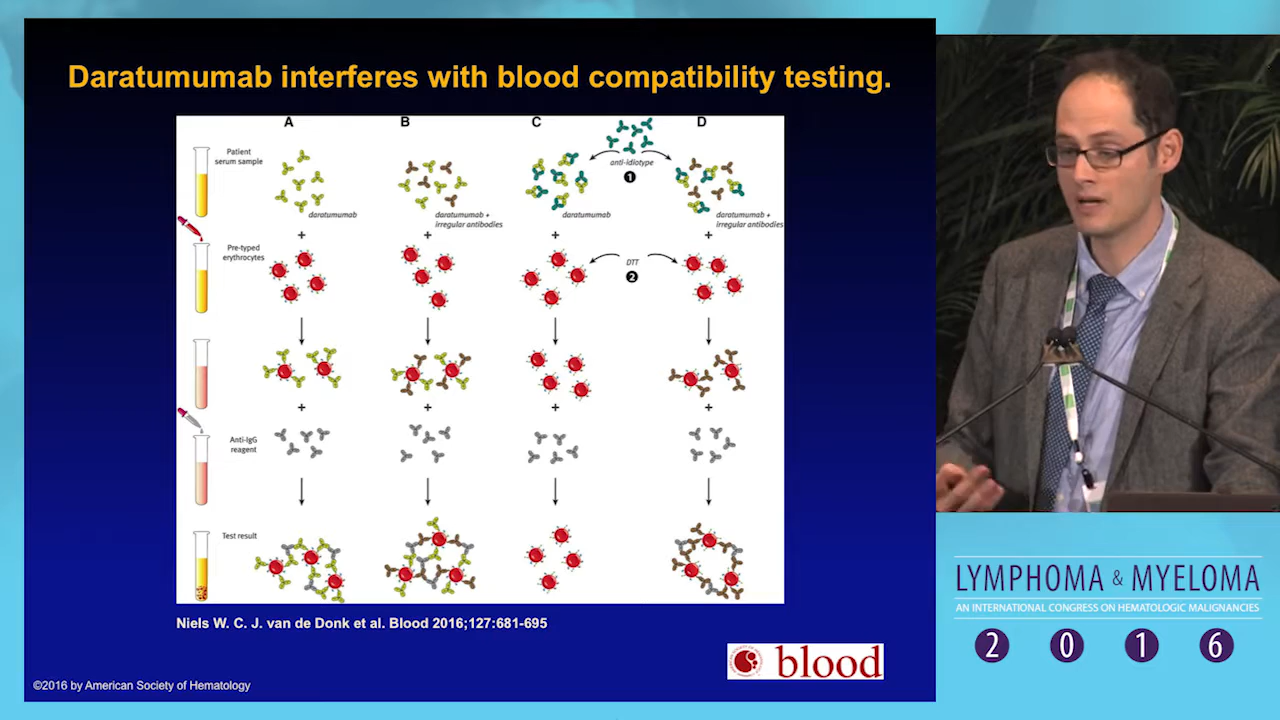 Daratumumab interferes with blood compatibility testing.
A
B
C
D
Patient
serum sample
anti-idiotype
1
daratumumab
daratumumab +
irregular antibodies
daratumumab
daratumumab +
irregular antibodies
+
+
+
+
Pre-typed
erythrocytes
DTT
2
+
+
+
+
Anti-IgG
reagent
Test result
Niels W. C. J. van de Donk et al. Blood 2016;127:681-695
blood
©2016 by American Society of Hematology
LYMPHOMA & MYELOMA
AN INTERNATIONAL CONGRESS ON HEMATOLOGIC MALIGNANCIES
2 0 1 6